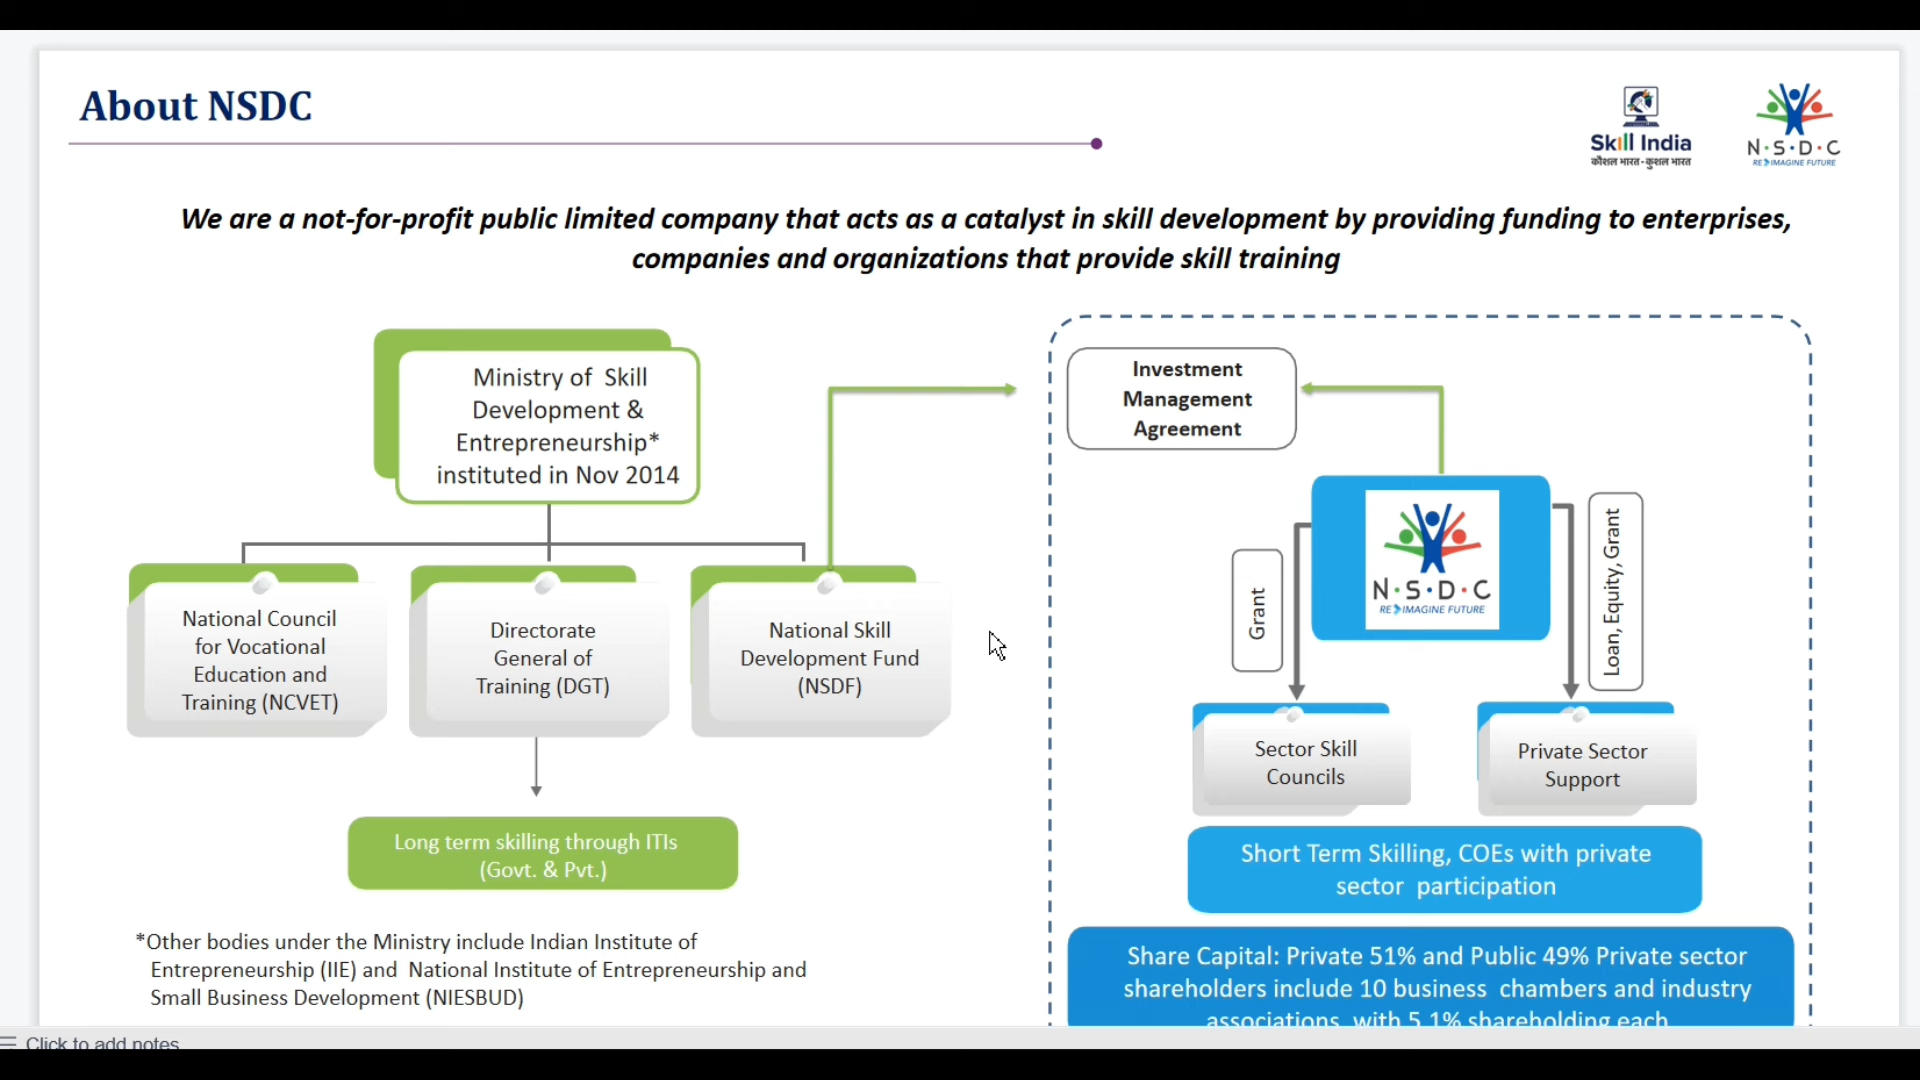 About NSDC
Skill India
कौशल भारत-कुशल भारत
N·S·D·C
RE IMAGINE FUTURE
We are a not-for-profit public limited company that acts as a catalyst in skill development by providing funding to enterprises,
companies and organizations that provide skill training
Ministry of Skill
Development &
Entrepreneurship*
instituted in Nov 2014
National Council
for Vocational
Education and
Training (NCVET)
Directorate
General of
Training (DGT)
National Skill
Development Fund
(NSDF)
Long term skilling through ITIs
(Govt. & Pvt.)
*Other bodies under the Ministry include Indian Institute of
Entrepreneurship (IIE) and National Institute of Entrepreneurship and
Small Business Development (NIESBUD)
Investment
Management
Agreement
N·S·D·C
RE IMAGINE FUTURE
Grant
Loan, Equity, Grant
Sector Skill
Councils
Private Sector
Support
Short Term Skilling, COEs with private
sector participation
Share Capital: Private 51% and Public 49% Private sector
shareholders include 10 business chambers and industry
associations, with 5.1% shareholding each
Click to add notes